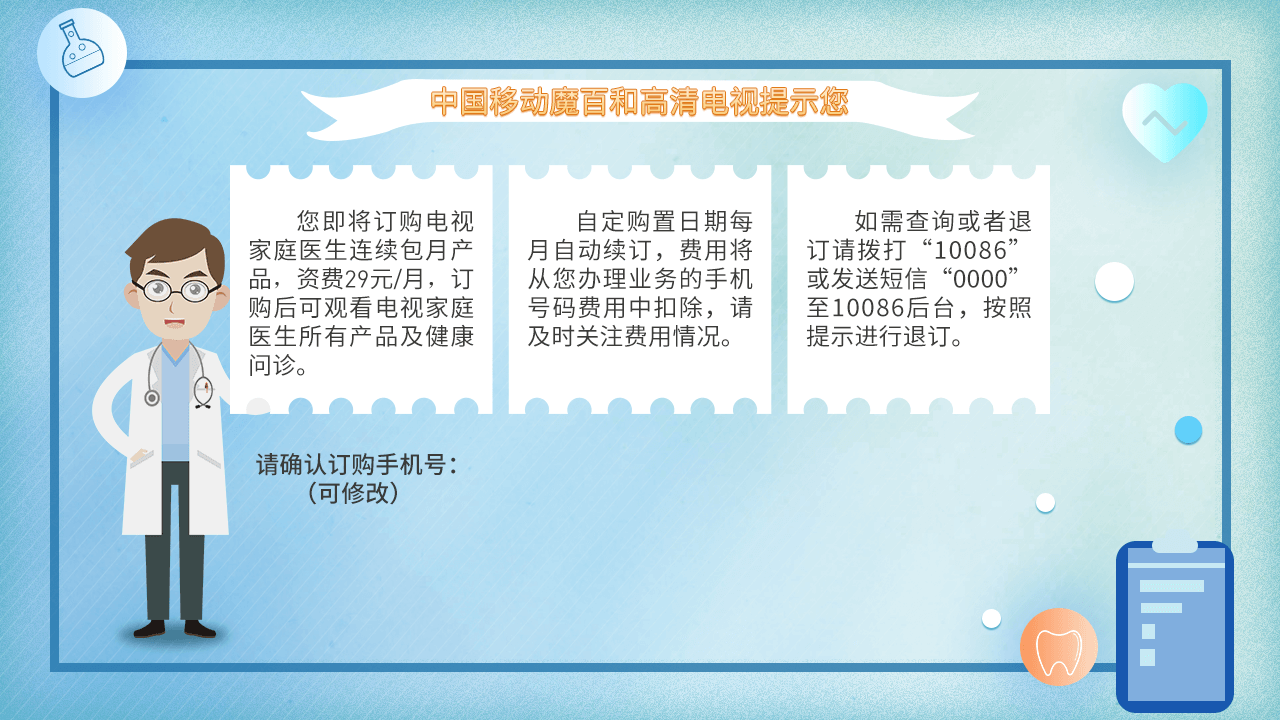 中国移动魔百和高清电视提示您
您即将订购电视
家庭医生连续包月产
品，资费29元/月，订
购后可观看电视家庭
医生所有产品及健康
问诊。
自定购置日期每
月自动续订，费用将
从您办理业务的手机
号码费用中扣除，请
及时关注费用情况。
如需查询或者退
订请拨打“10086”
或发送短信“0000”
至10086后台，按照
提示进行退订。
请确认订购手机号：
（可修改）